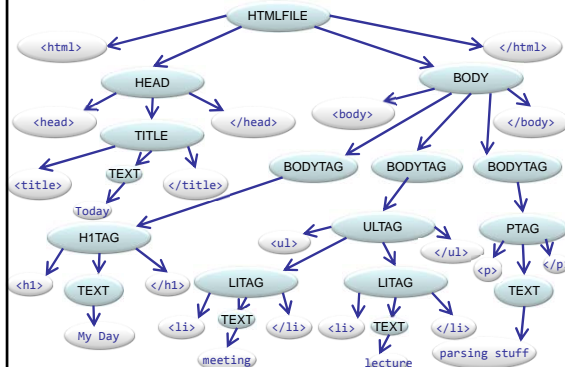 HTMLFILE
<html>
</html>
HEAD
BODY
<head>
</head>
<body>
</body>
TITLE
BODYTAG
BODYTAG
BODYTAG
<title>
TEXT
</title>
Today
H1TAG
ULTAG
PTAG
<ul>
</ul>
<p>
</p
<h1>
TEXT
</h1>
LITAG
LITAG
TEXT
My Day
<li>
TEXT
</li>
<li>
TEXT
</li>
meeting
lecture
parsing stuff